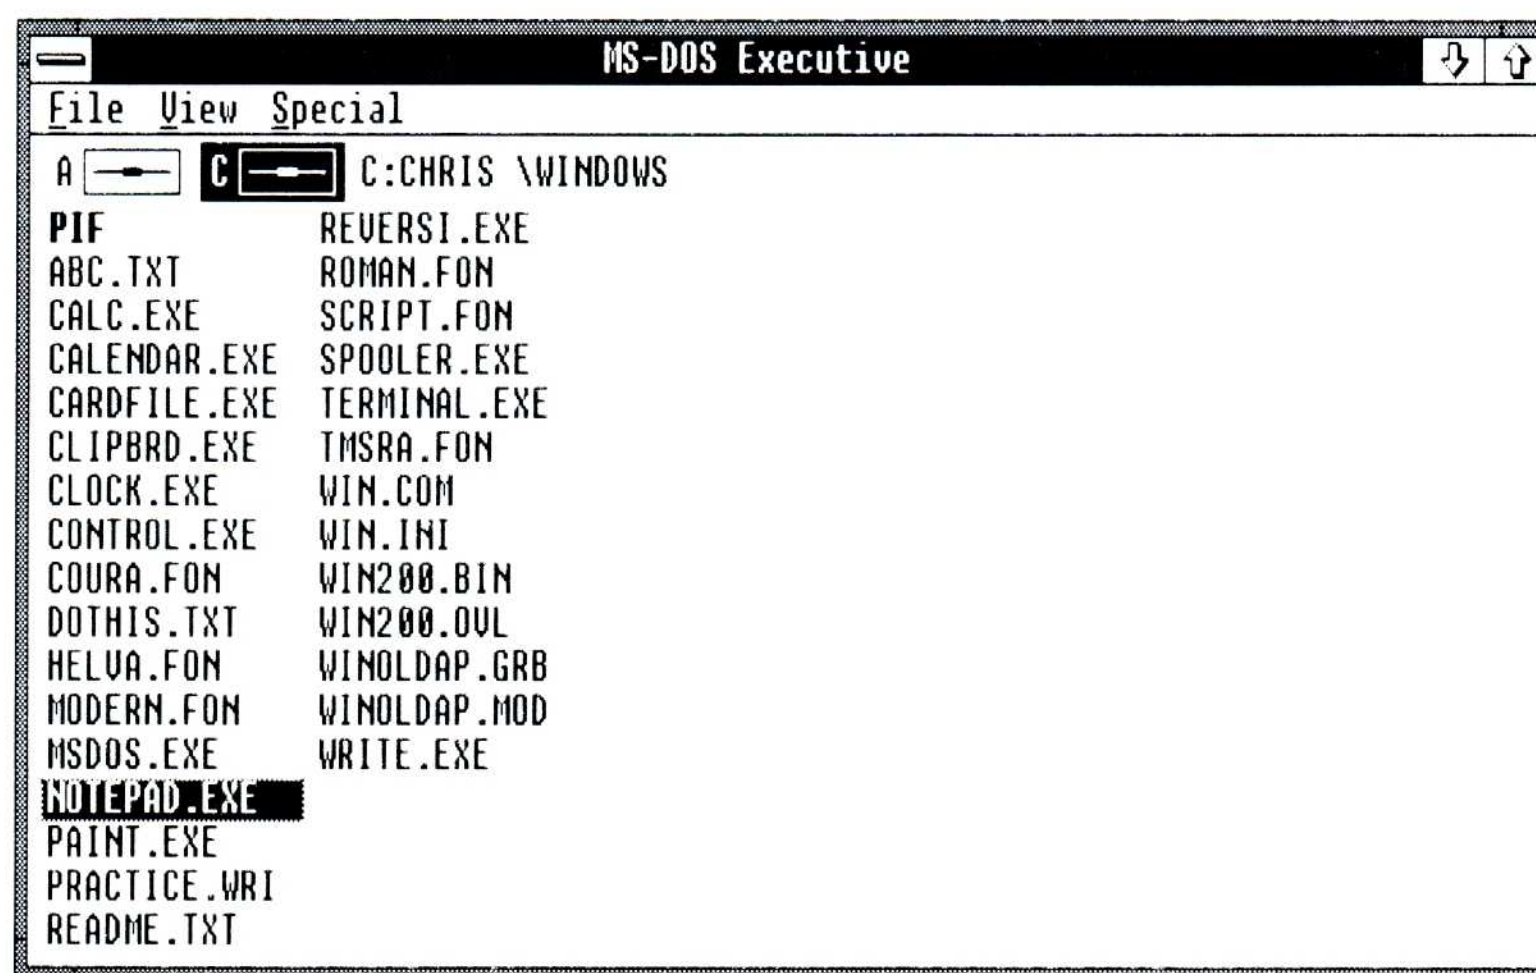 MS-DOS Executive
File View Special
A C C:CHRIS \WINDOWS
PIF
ABC.TXT
CALC.EXE
CALENDAR.EXE
CARDFILE.EXE
CLIPBRD.EXE
CLOCK.EXE
CONTROL.EXE
COURA.FON
DOTHIS.TXT
HELVA.FON
MODERN.FON
MSDOS.EXE
NOTEPAD.EXE
PAINT.EXE
PRACTICE.WRI
README.TXT
REVERSI.EXE
ROMAN.FON
SCRIPT.FON
SPOOLER.EXE
TERMINAL.EXE
TMSRA.FON
WIN.COM
WIN.INI
WIN200.BIN
WIN200.OVL
WINOLDAP.GRB
WINOLDAP.MOD
WRITE.EXE